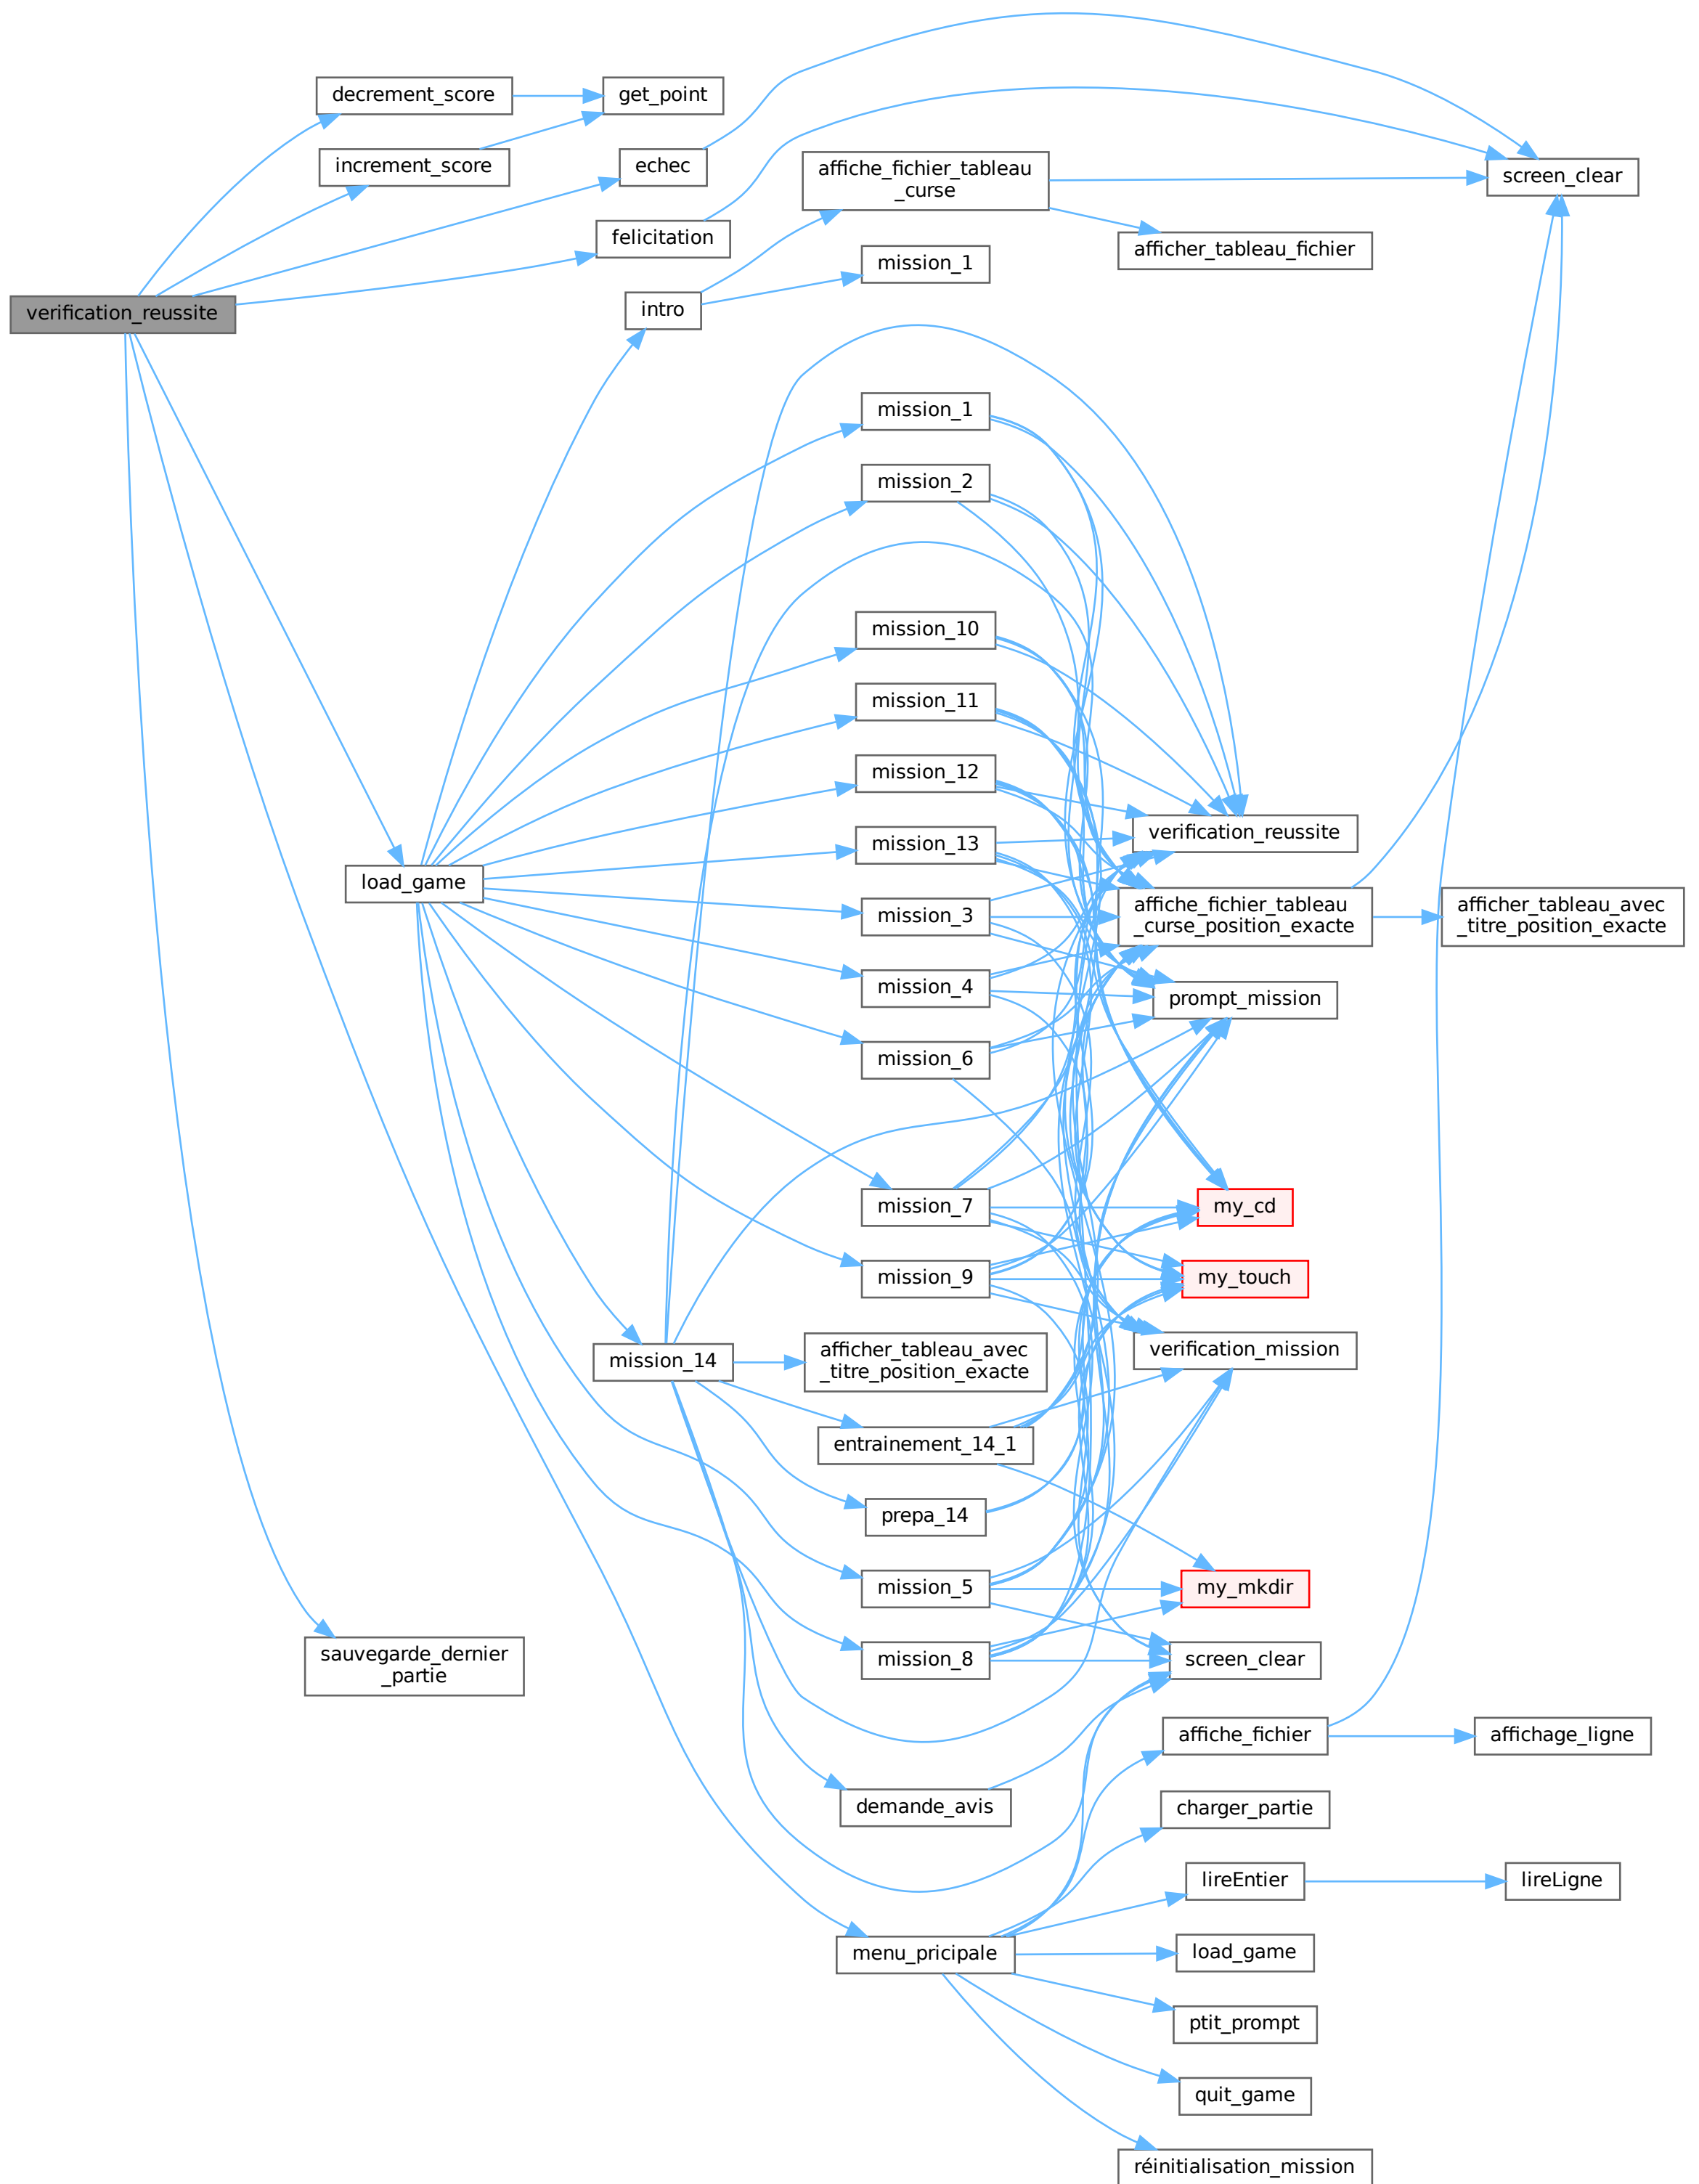 decrement_score
get_point
increment_score
echec
affiche_fichier_tableau
_curse
screen_clear
felicitation
afficher_tableau_fichier
mission_1
verification_reussite
intro
mission_1
mission_2
mission_10
mission_11
mission_12
verification_reussite
mission_13
load_game
mission_3
affiche_fichier_tableau
_curse_position_exacte
afficher_tableau_avec
_titre_position_exacte
mission_4
prompt_mission
mission_6
mission_7
my_cd
mission_9
my_touch
mission_14
afficher_tableau_avec
_titre_position_exacte
verification_mission
entrainement_14_1
prepa_14
mission_5
my_mkdir
sauvegarde_dernier
_partie
mission_8
screen_clear
affiche_fichier
affichage_ligne
demande_avis
charger_partie
lireEntier
lireLigne
menu_pricipale
load_game
ptit_prompt
quit_game
réinitialisation_mission